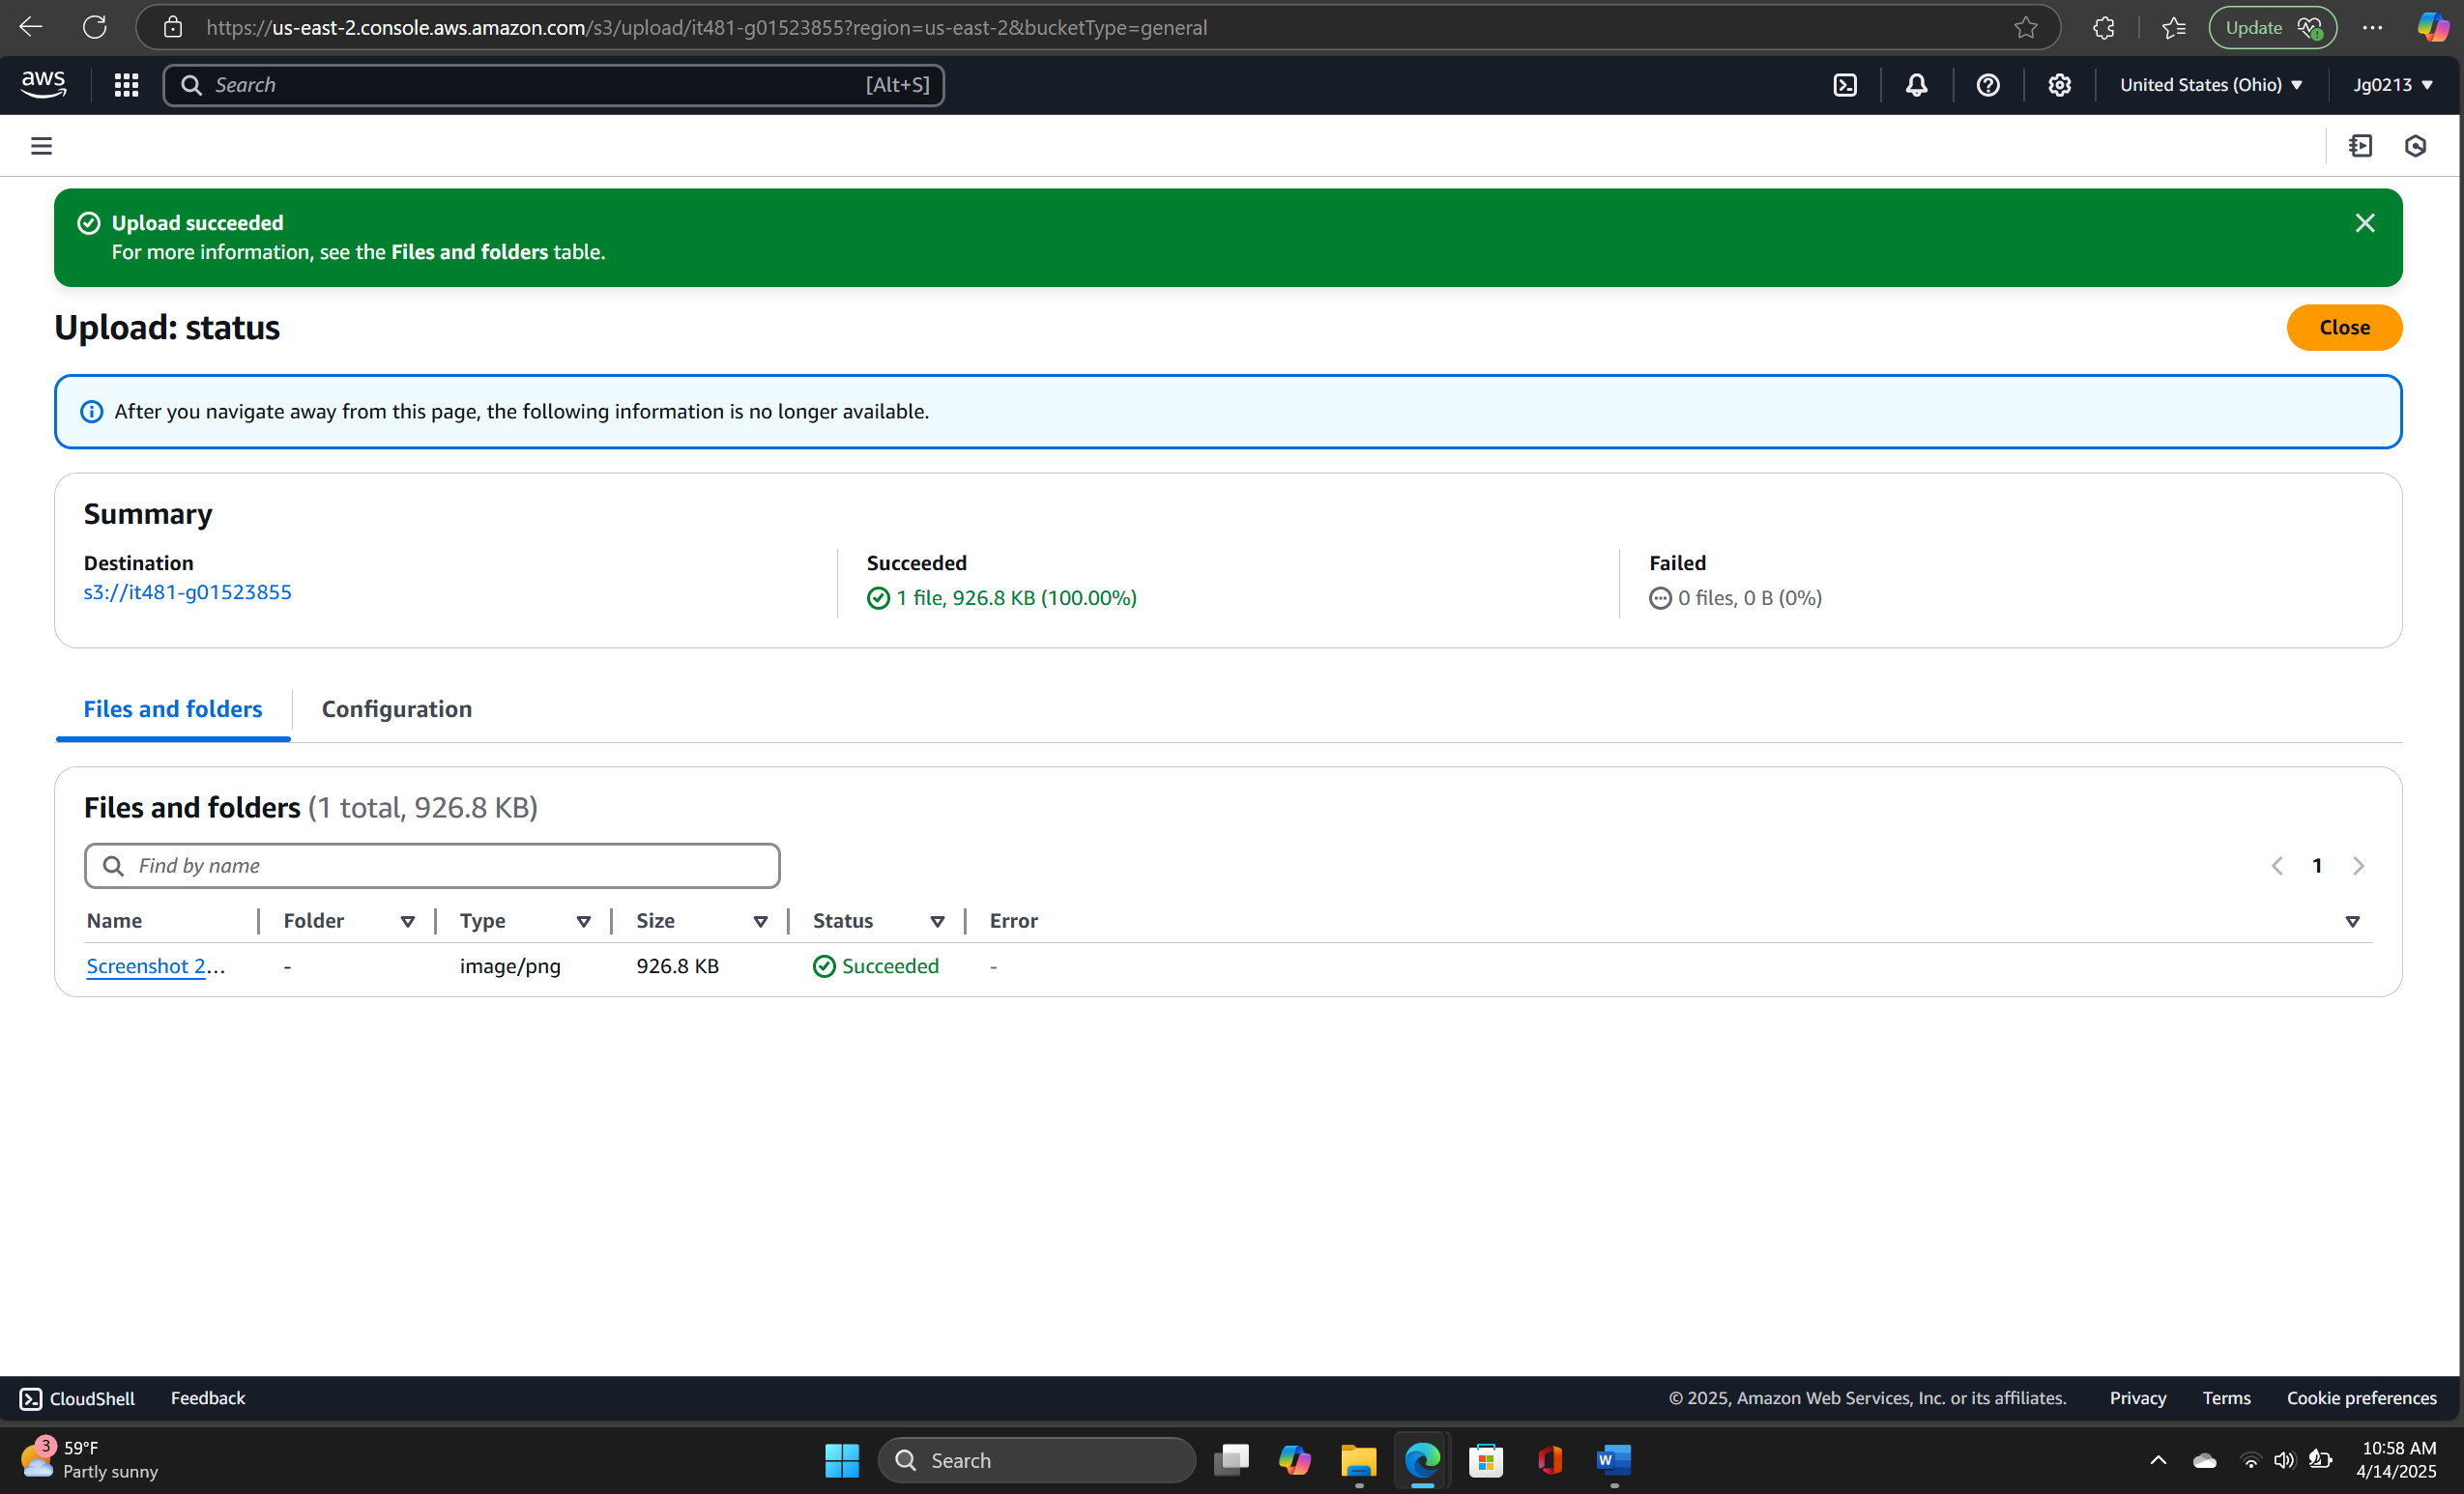 https://us-east-2.console.aws.amazon.com/s3/upload/it481-g01523855?region=us-east-2&bucketType=general
Update
aws
Search
[Alt+S]
United States (Ohio)
Jg0213
Upload succeeded
For more information, see the Files and folders table.
Upload: status
Close
After you navigate away from this page, the following information is no longer available.
Summary
Destination
s3://it481-g01523855
Succeeded
1 file, 926.8 KB (100.00%)
Failed
0 files, 0 B (0%)
Files and folders
Configuration
Files and folders (1 total, 926.8 KB)
Find by name
1
Name
Folder
Type
Size
Status
Error
Screenshot 2...
-
image/png
926.8 KB
Succeeded
-
CloudShell
Feedback
© 2025, Amazon Web Services, Inc. or its affiliates.
Privacy
Terms
Cookie preferences
3
59°F
Partly sunny
Search
W
10:58 AM
4/14/2025